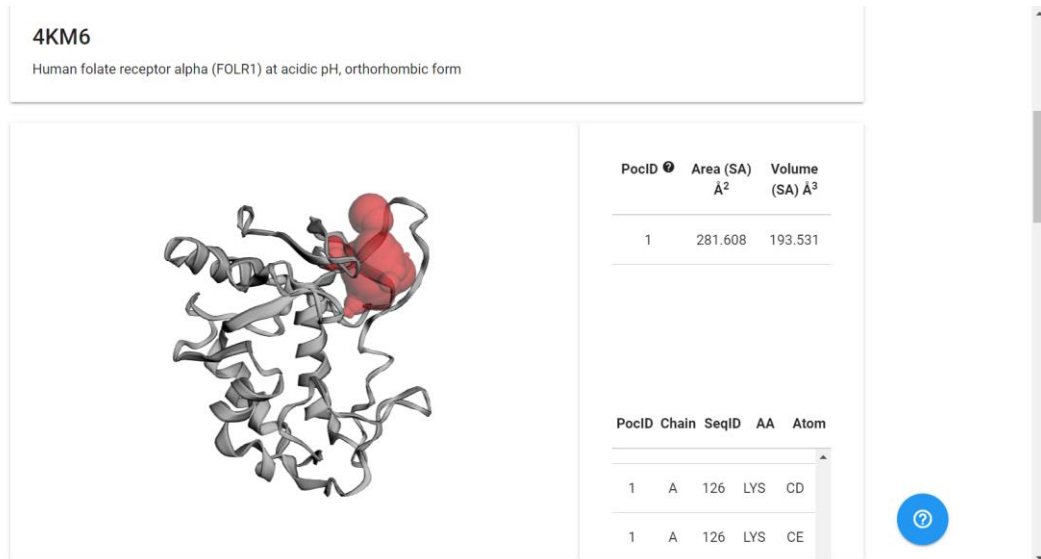 4KM6
Human folate receptor alpha (FOLR1) at acidic pH, orthorhombic form
PocID Area (SA) Å2 Volume (SA) Å3
1 281.608 193.531
PocID Chain SeqID AA Atom
1 A 126 LYS CD
1 A 126 LYS CE